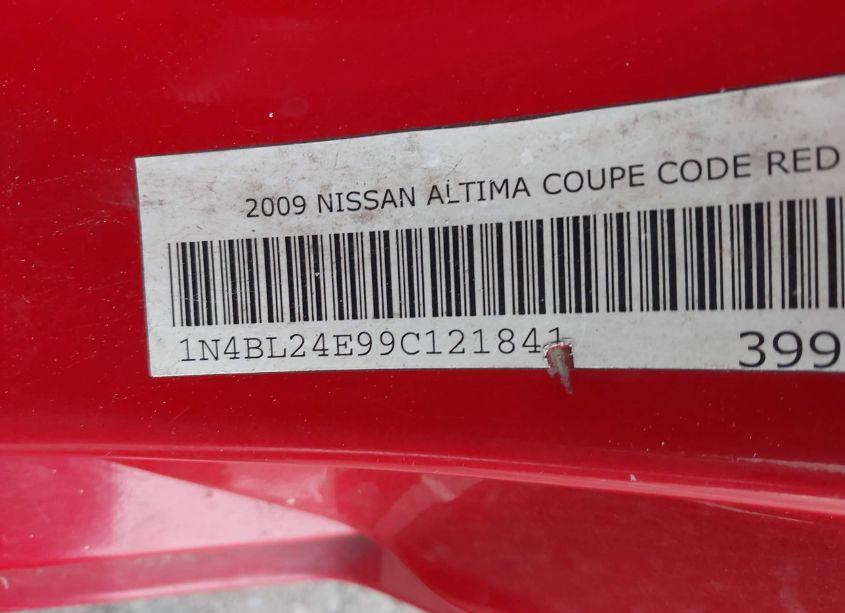 2009 NISSAN ALTIMA COUPE CODE RED
1N4BL24E99C121841
399